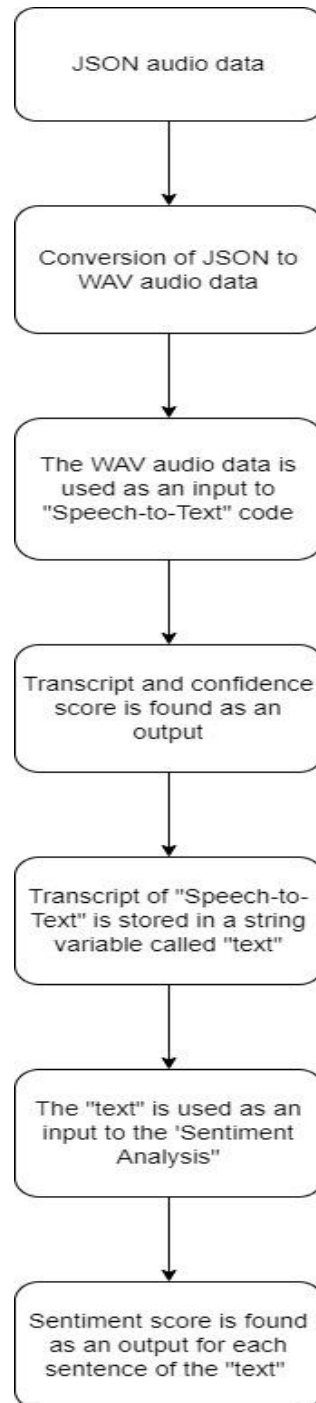 JSON audio data
Conversion of JSON to
WAV audio data
The WAV audio data is
used as an input to
"Speech-to-Text" code
Transcript and confidence
score is found as an
output
Transcript of "Speech-to-
Text" is stored in a string
variable called "text"
The "text" is used as an
input to the 'Sentiment
Analysis"
Sentiment score is found
as an output for each
sentence of the "text"